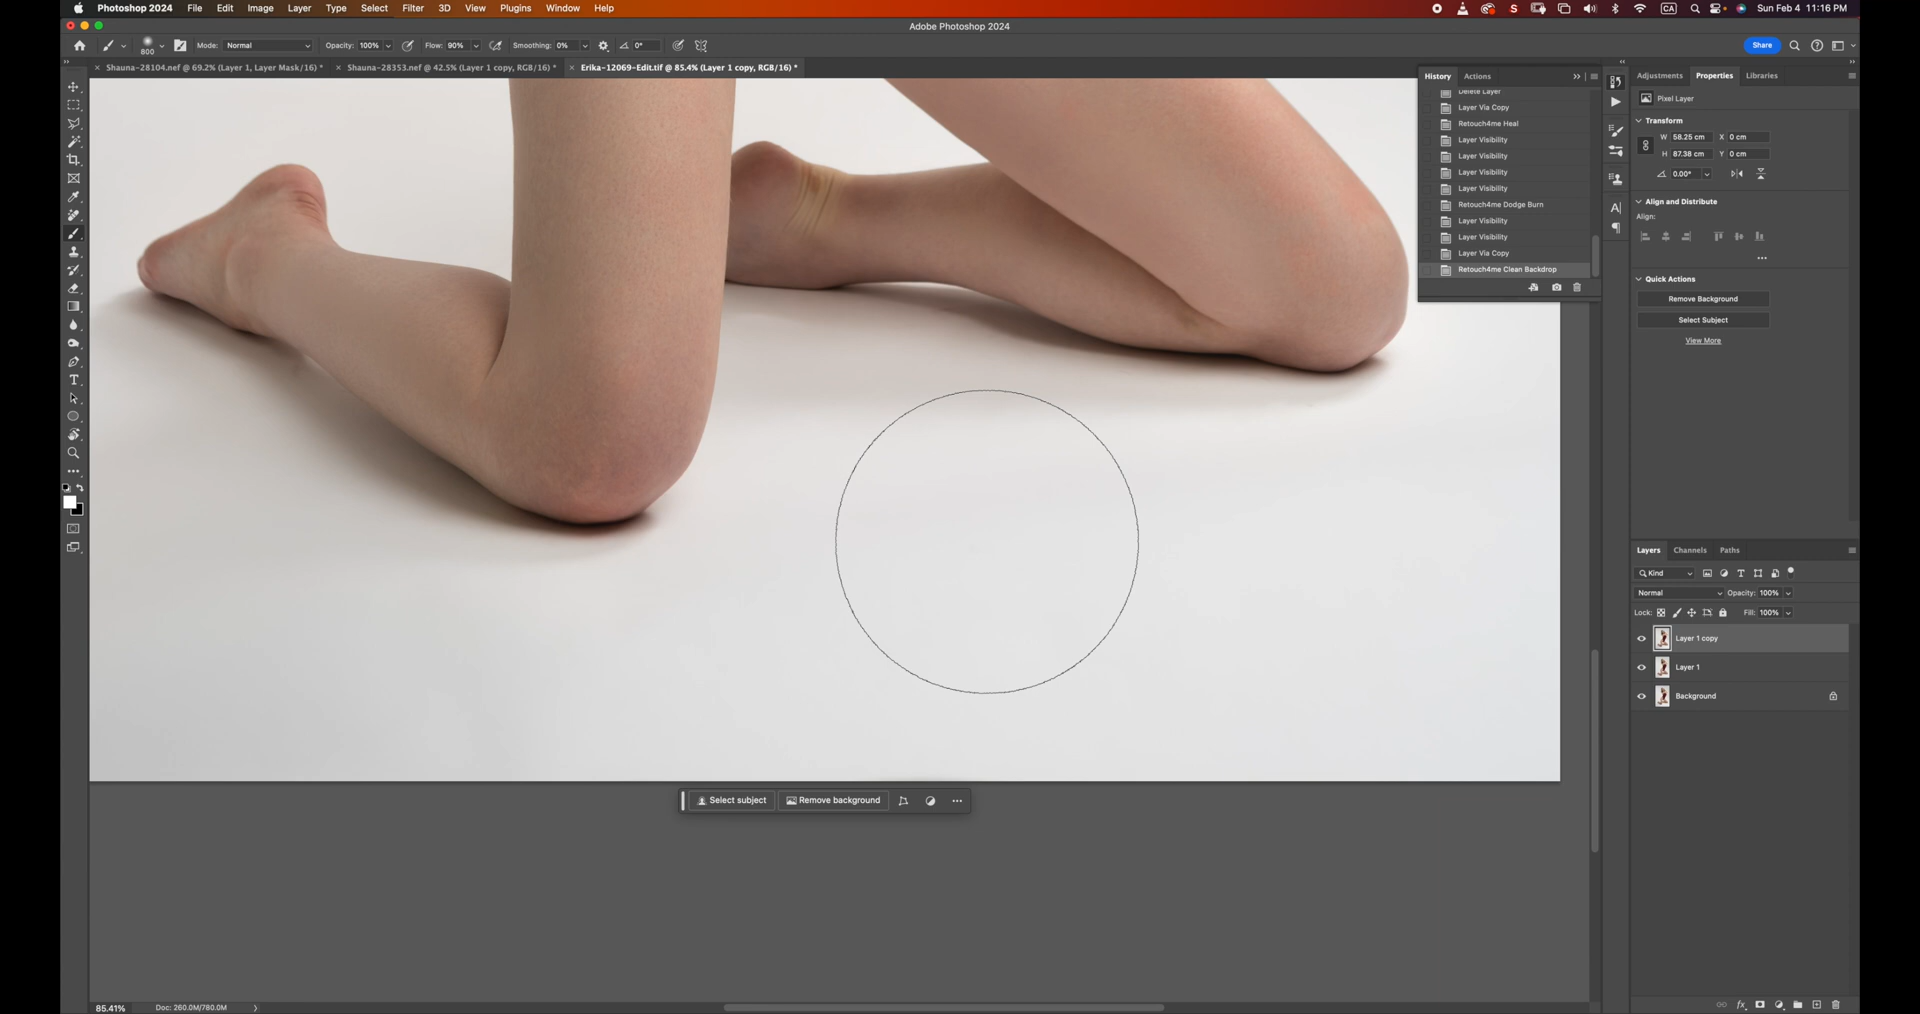 Photoshop 2024 File Edit Image Layer Type Select Filter 3D View Plugins Window Help CA Sun Feb 4 11:16 PM
Adobe Photoshop 2024
800 Mode: Normal Opacity: 100% Flow: 90% Smoothing: 0% 0° Share
Shauna-28104.nef @ 69.2% (Layer 1, Layer Mask/16) * Shauna-28353.nef @ 42.5% (Layer 1 copy, RGB/16) * Erika-12069-Edit.tif @ 85.4% (Layer 1 copy, RGB/16) *
History Actions
Delete Layer
Layer Via Copy
Retouch4me Heal
Layer Visibility
Layer Visibility
Layer Visibility
Layer Visibility
Retouch4me Dodge Burn
Layer Visibility
Layer Visibility
Layer Via Copy
Retouch4me Clean Backdrop
Adjustments Properties Libraries
Pixel Layer
Transform
W 58.25 cm X 0 cm
H 87.38 cm Y 0 cm
0.00°
Align and Distribute
Align:
Quick Actions
Remove Background
Select Subject
View More
Layers Channels Paths
Kind
Normal Opacity: 100%
Lock: Fill: 100%
Layer 1 copy
Layer 1
Background
Select subject Remove background
85.41% Doc: 260.0M/780.0M